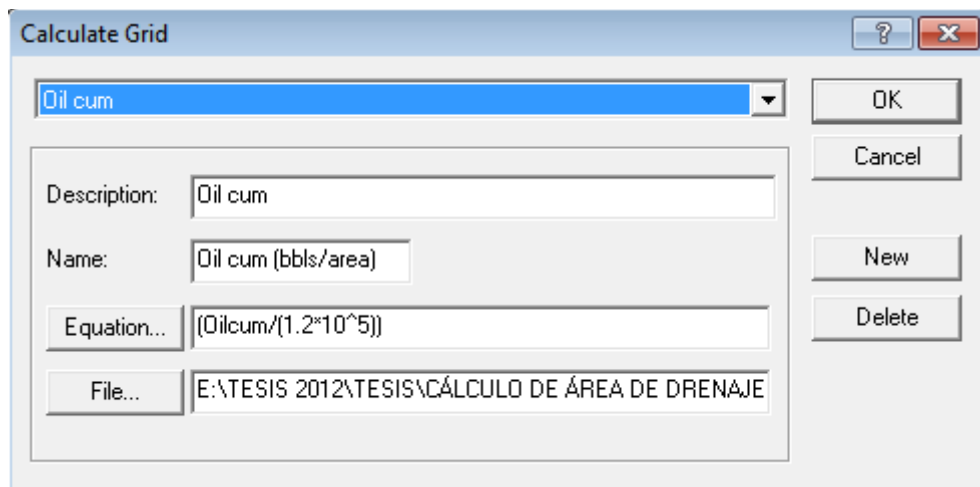 Calculate Grid
Oil cum
OK
Cancel
Description: Oil cum
Name: Oil cum (bbls/area)
New
Equation... (Oilcum/(1.2*10^5))
Delete
File... E:\TESIS 2012\TESIS\CÁLCULO DE ÁREA DE DRENAJE